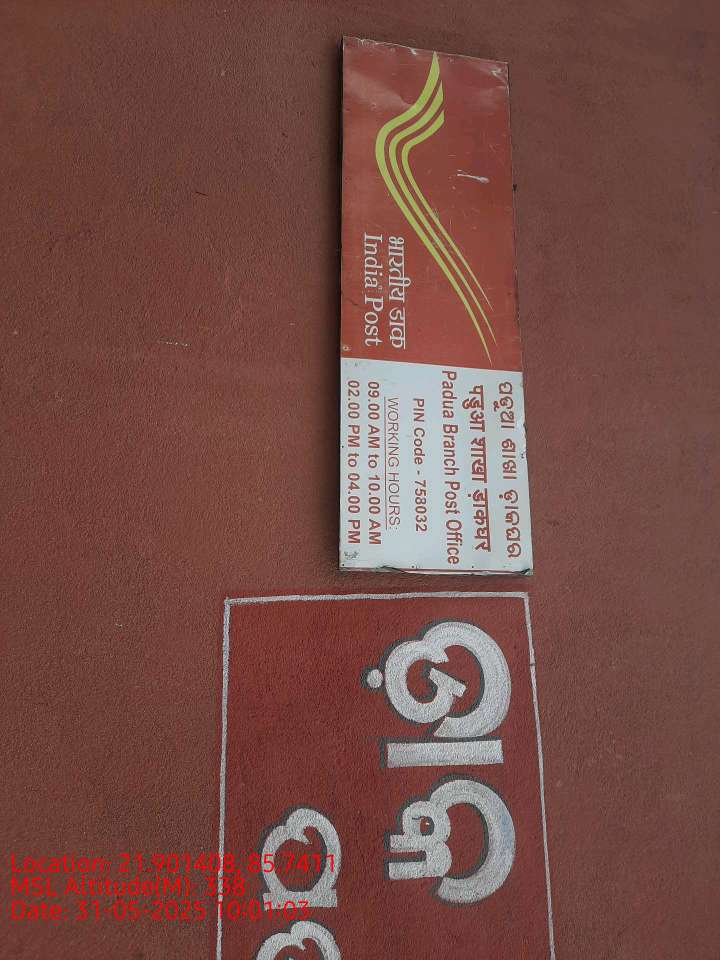 भारतीय डाक
India Post
ପଡୁଆ ଶାଖା ଡ଼ାକଘର
पडुआ शाखा ड़ाकघर
Padua Branch Post Office
PIN Code - 758032
WORKING HOURS:
09.00 AM to 10.00 AM
02.00 PM to 04.00 PM
ଡ଼ାକ
Location: 21.901408, 85.7411
MSL Altitude(M): 338
Date: 31-05-2025 10:01:03